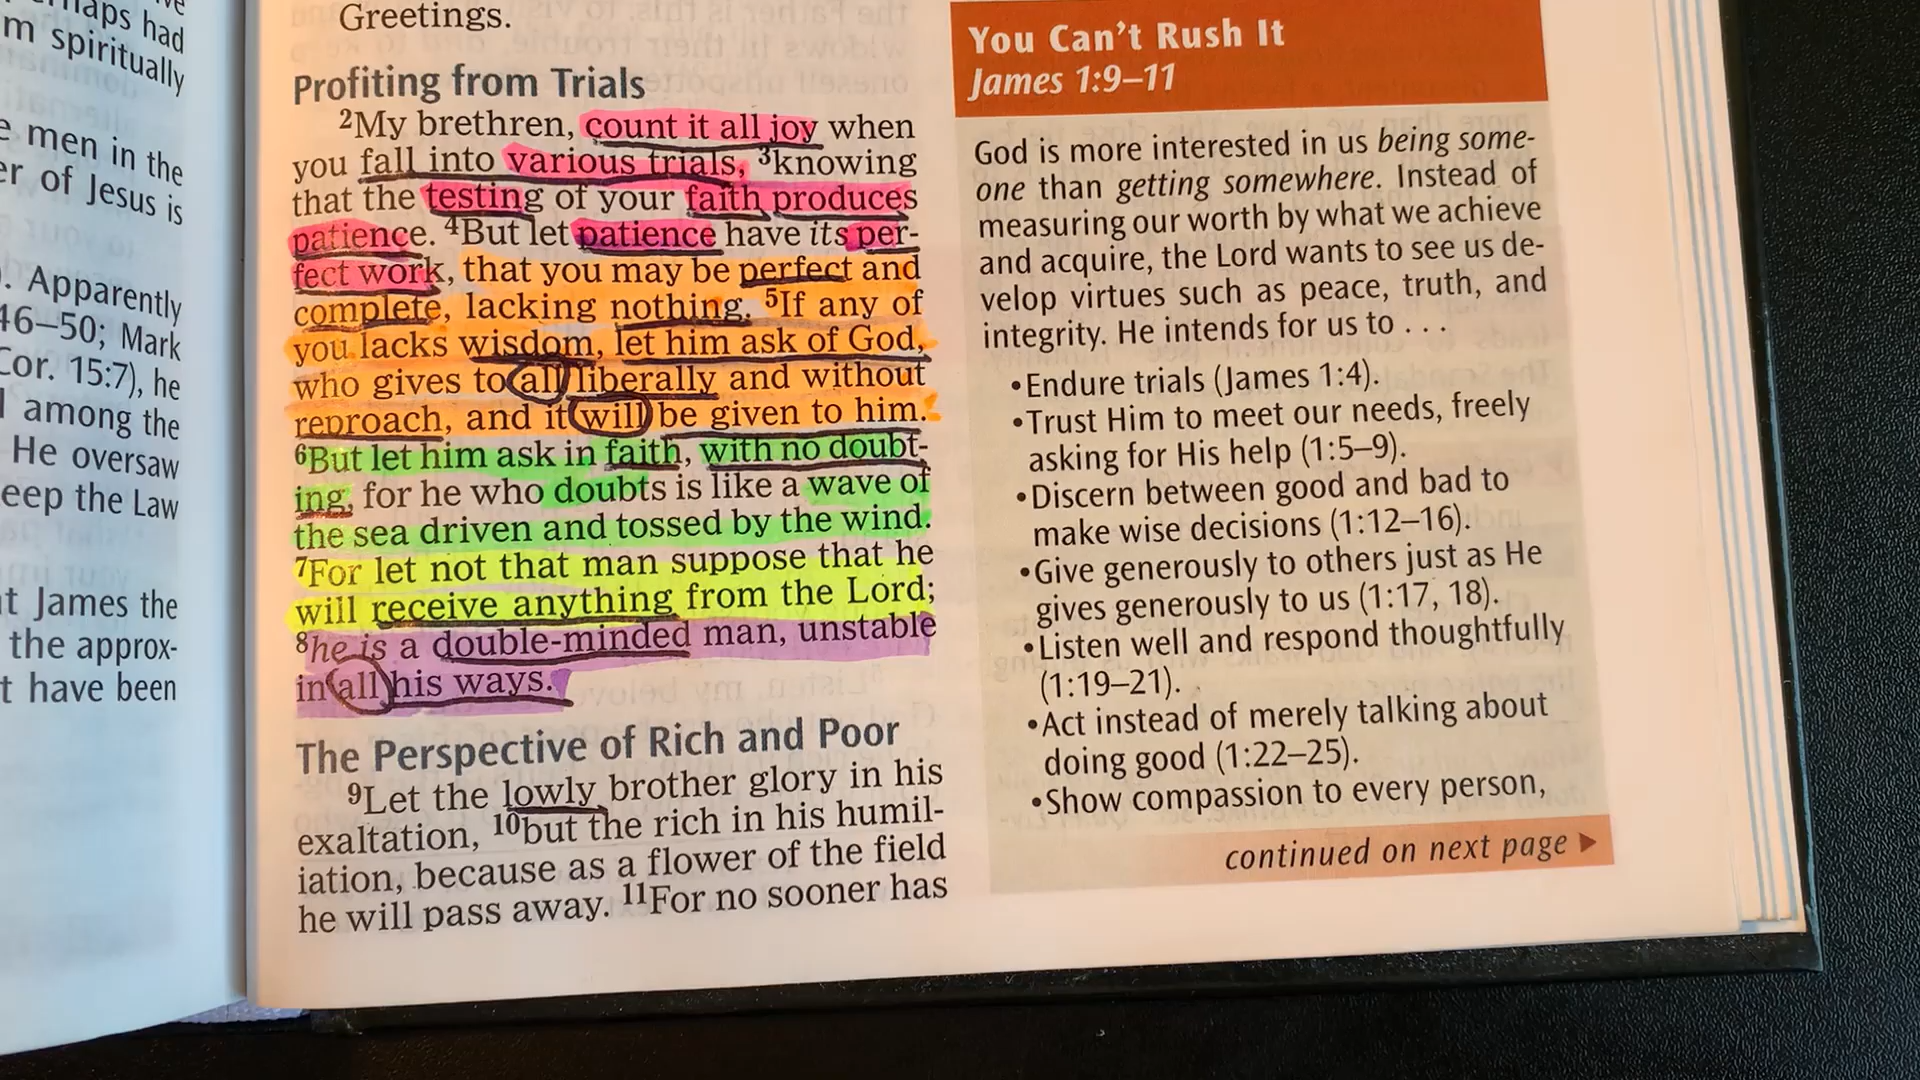 haps had
m spiritually
e men in the
er of Jesus is
). Apparently
46–50; Mark
Cor. 15:7), he
l among the
He oversaw
eep the Law
t James the
the approx-
t have been
Greetings.
Profiting from Trials
2My brethren, count it all joy when
you fall into various trials, 3knowing
that the testing of your faith produces
patience. 4But let patience have its per-
fect work, that you may be perfect and
complete, lacking nothing. 5If any of
you lacks wisdom, let him ask of God,
who gives to all liberally and without
reproach, and it will be given to him.
6But let him ask in faith, with no doubt-
ing, for he who doubts is like a wave of
the sea driven and tossed by the wind.
7For let not that man suppose that he
will receive anything from the Lord;
8he is a double-minded man, unstable
in all his ways.
The Perspective of Rich and Poor
9Let the lowly brother glory in his
exaltation, 10but the rich in his humil-
iation, because as a flower of the field
he will pass away. 11For no sooner has
You Can't Rush It
James 1:9–11
God is more interested in us being some-
one than getting somewhere. Instead of
measuring our worth by what we achieve
and acquire, the Lord wants to see us de-
velop virtues such as peace, truth, and
integrity. He intends for us to . . .
•Endure trials (James 1:4).
•Trust Him to meet our needs, freely
asking for His help (1:5–9).
•Discern between good and bad to
make wise decisions (1:12–16).
•Give generously to others just as He
gives generously to us (1:17, 18).
•Listen well and respond thoughtfully
(1:19–21).
•Act instead of merely talking about
doing good (1:22–25).
•Show compassion to every person,
continued on next page ▶